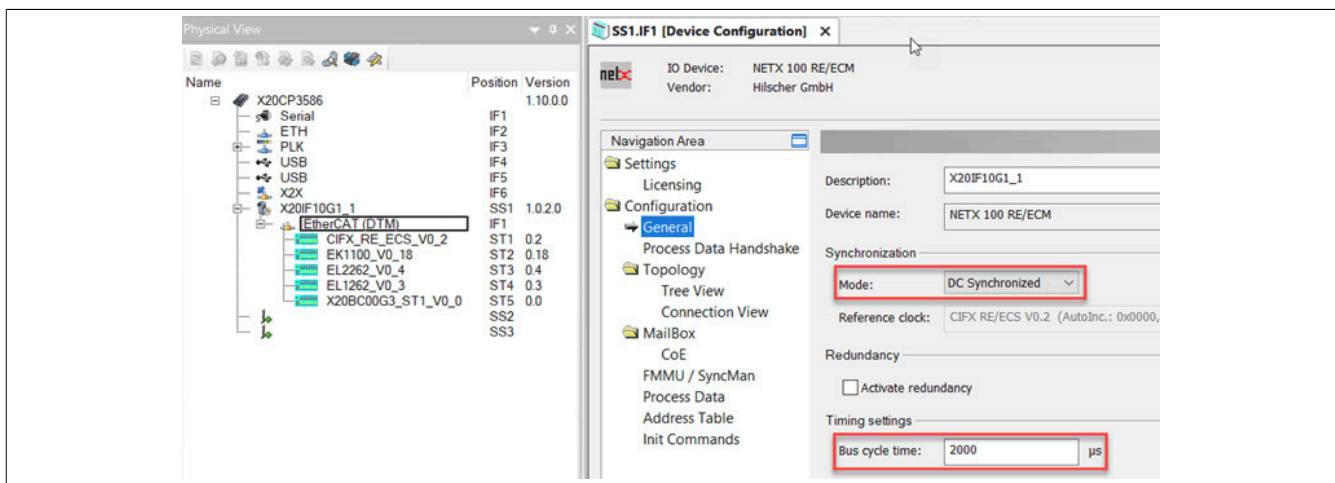 Physical View
Name Position Version
X20CP3586 1.10.0.0
Serial IF1
ETH IF2
PLK IF3
USB IF4
USB IF5
X2X IF6
X20IF10G1_1 SS1 1.0.2.0
EtherCAT (DTM) IF1
CIFX_RE_ECS_V0_2 ST1 0.2
EK1100_V0_18 ST2 0.18
EL2262_V0_4 ST3 0.4
EL1262_V0_3 ST4 0.3
X20BC00G3_ST1_V0_0 ST5 0.0
SS2
SS3
SS1.IF1 [Device Configuration]
netx
IO Device: NETX 100 RE/ECM
Vendor: Hilscher GmbH
Navigation Area
Settings
Licensing
Configuration
General
Process Data Handshake
Topology
Tree View
Connection View
MailBox
CoE
FMMU / SyncMan
Process Data
Address Table
Init Commands
Description: X20IF10G1_1
Device name: NETX 100 RE/ECM
Synchronization
Mode: DC Synchronized
Reference clock: CIFX RE/ECS V0.2 (AutoInc.: 0x0000,
Redundancy
Activate redundancy
Timing settings
Bus cycle time: 2000 µs